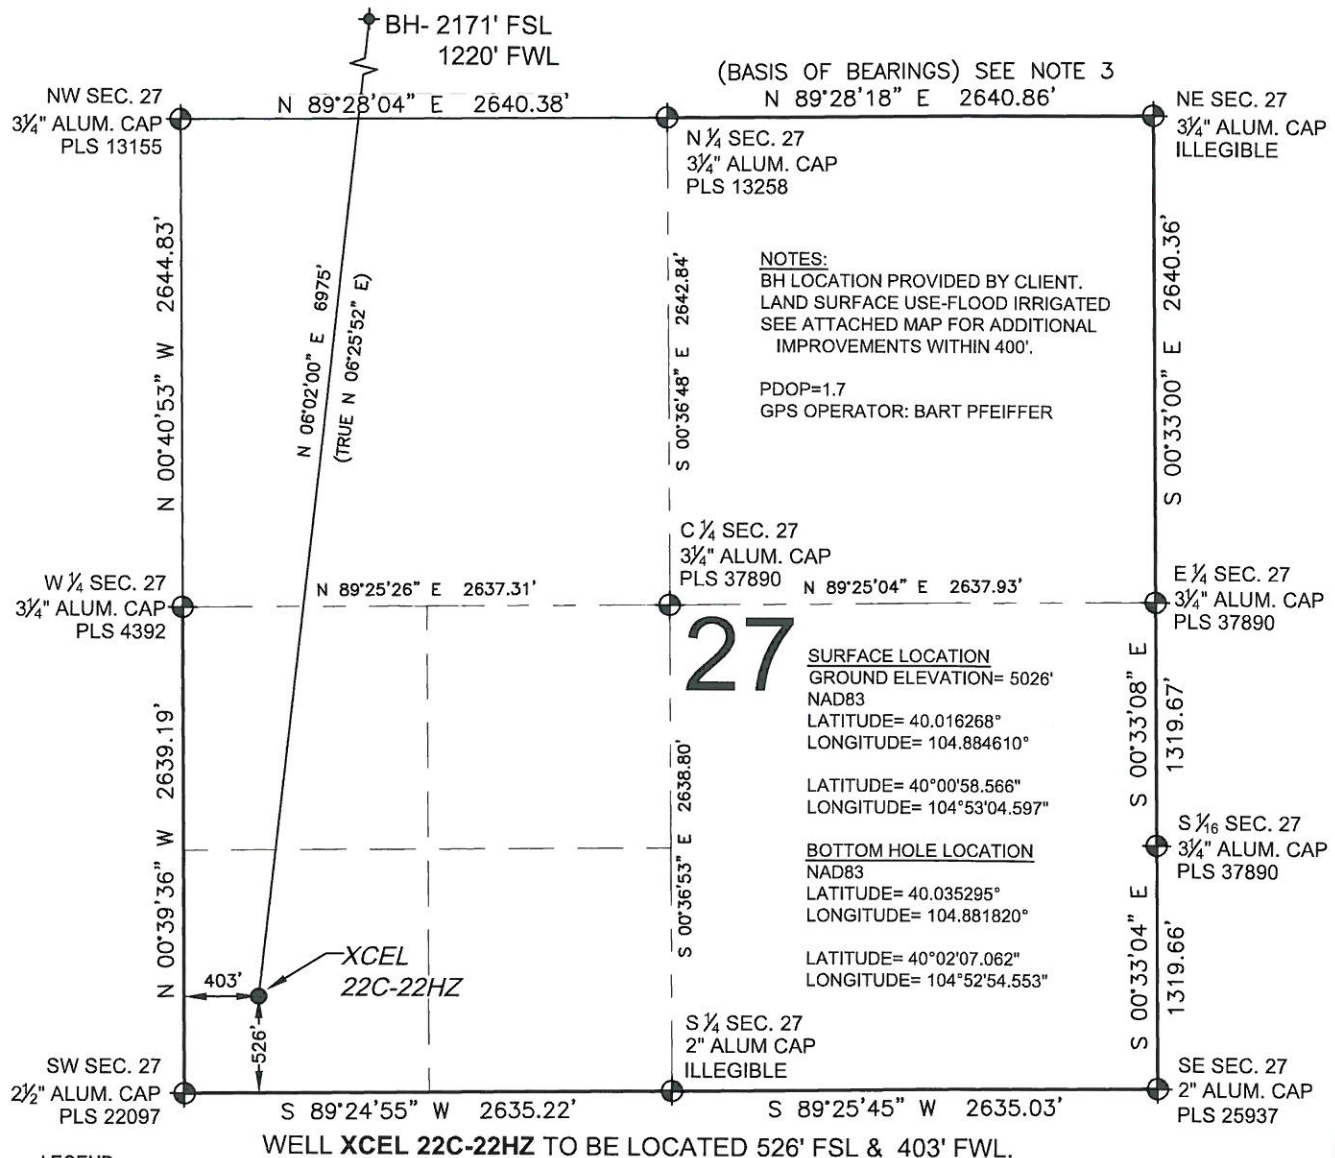 BH- 2171' FSL
1220' FWL
(BASIS OF BEARINGS) SEE NOTE 3
NW SEC. 27
3¼" ALUM. CAP
PLS 13155
N 89°28'04" E 2640.38'
N 89°28'18" E 2640.86'
NE SEC. 27
3¼" ALUM. CAP
ILLEGIBLE
N ¼ SEC. 27
3¼" ALUM. CAP
PLS 13258
N 00°40'53" W 2644.83'
N 06°02'00" E 6975'
(TRUE N 06°25'52" E)
S 00°36'48" E 2642.84'
NOTES:
BH LOCATION PROVIDED BY CLIENT.
LAND SURFACE USE-FLOOD IRRIGATED
SEE ATTACHED MAP FOR ADDITIONAL
IMPROVEMENTS WITHIN 400'.
PDOP=1.7
GPS OPERATOR: BART PFEIFFER
S 00°33'00" E 2640.36'
C ¼ SEC. 27
3¼" ALUM. CAP
PLS 37890
W ¼ SEC. 27
3¼" ALUM. CAP
PLS 4392
N 89°25'26" E 2637.31'
N 89°25'04" E 2637.93'
E ¼ SEC. 27
3¼" ALUM. CAP
PLS 37890
27
SURFACE LOCATION
GROUND ELEVATION= 5026'
NAD83
LATITUDE= 40.016268°
LONGITUDE= 104.884610°
LATITUDE= 40°00'58.566"
LONGITUDE= 104°53'04.597"
BOTTOM HOLE LOCATION
NAD83
LATITUDE= 40.035295°
LONGITUDE= 104.881820°
LATITUDE= 40°02'07.062"
LONGITUDE= 104°52'54.553"
N 00°39'36" W 2639.19'
S 00°36'53" E 2638.80'
S 00°33'08" E
1319.67'
S 1/16 SEC. 27
3¼" ALUM. CAP
PLS 37890
S 00°33'04" E
1319.66'
XCEL
22C-22HZ
403'
526'
SW SEC. 27
2½" ALUM. CAP
PLS 22097
S ¼ SEC. 27
2" ALUM CAP
ILLEGIBLE
SE SEC. 27
2" ALUM. CAP
PLS 25937
S 89°24'55" W 2635.22'
S 89°25'45" W 2635.03'
WELL XCEL 22C-22HZ TO BE LOCATED 526' FSL & 403' FWL.